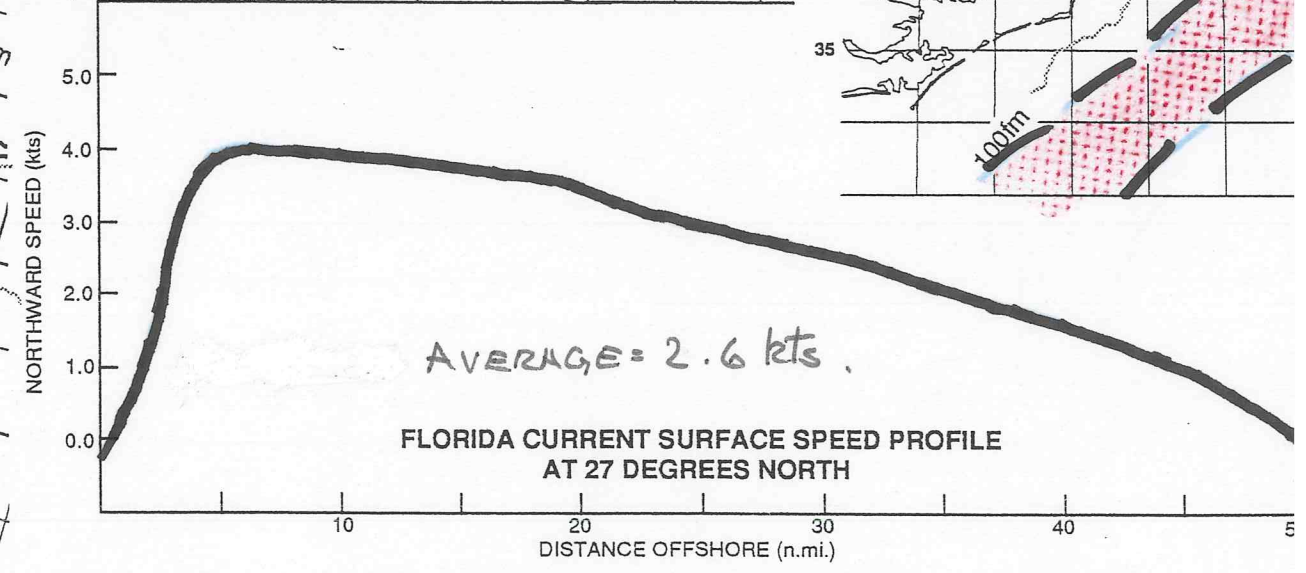 35
100fm
5.0
4.0
3.0
2.0
1.0
0.0
NORTHWARD SPEED (kts)
AVERAGE= 2.6 kts.
FLORIDA CURRENT SURFACE SPEED PROFILE
AT 27 DEGREES NORTH
10
20
30
40
DISTANCE OFFSHORE (n.mi.)